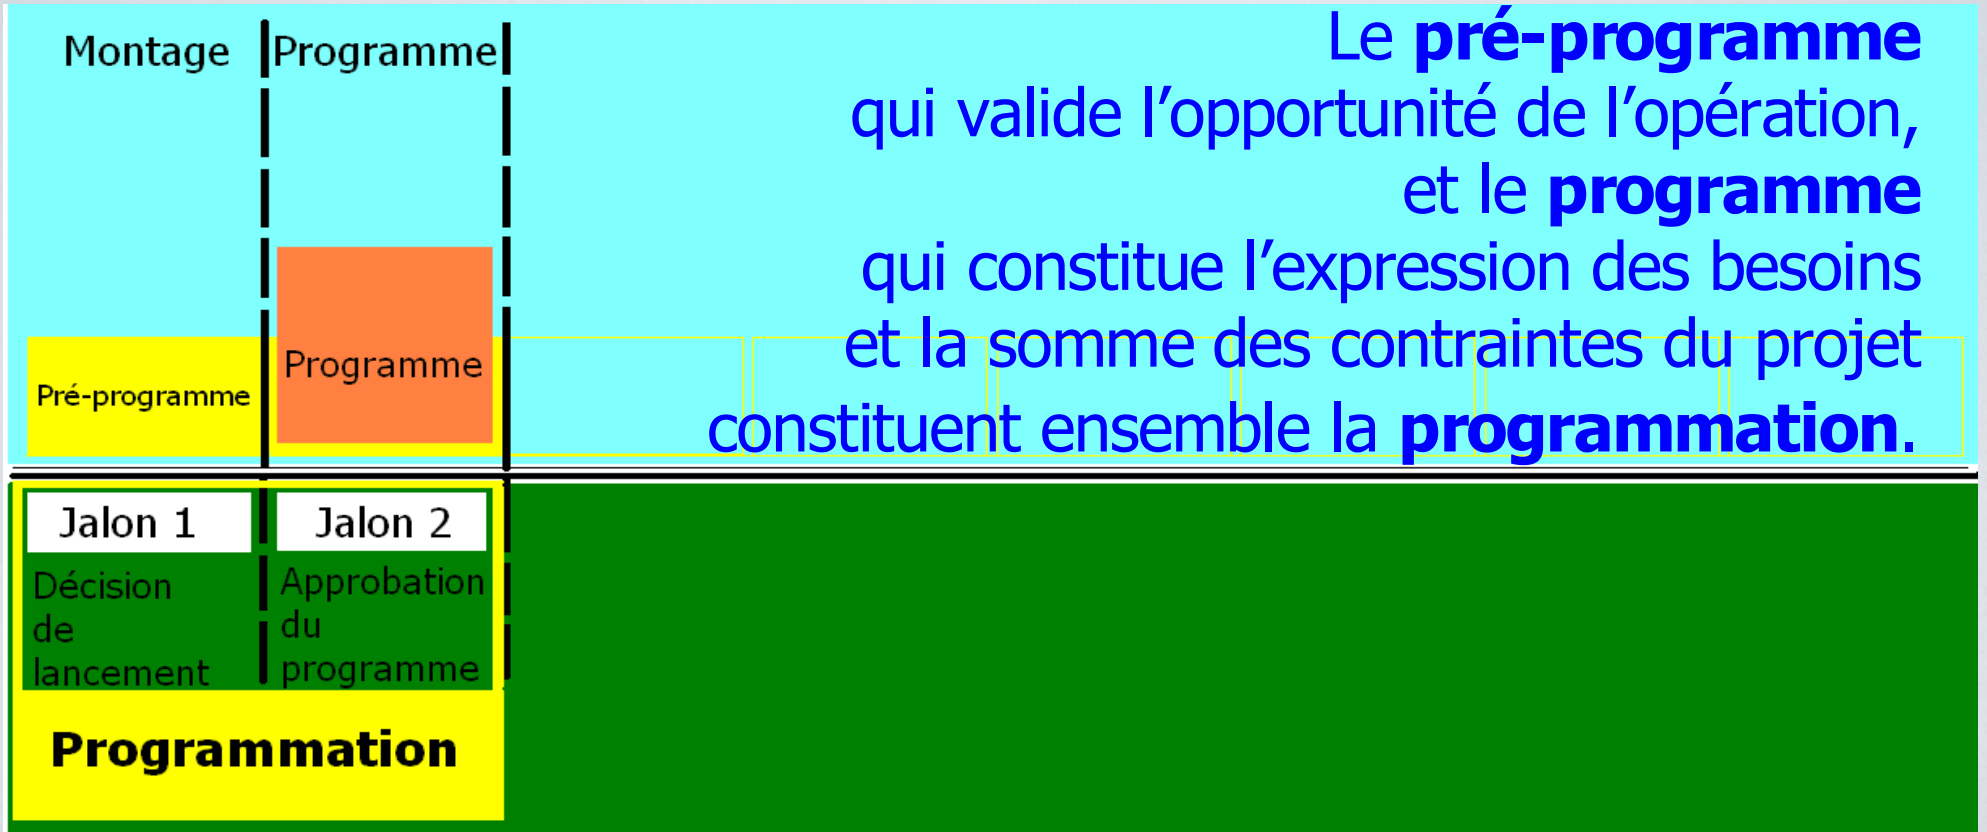 Montage
Programme
Le pré-programme
qui valide l’opportunité de l’opération,
et le programme
qui constitue l’expression des besoins
et la somme des contraintes du projet
constituent ensemble la programmation.
Pré-programme
Programme
Jalon 1
Jalon 2
Décision
de
lancement
Approbation
du
programme
Programmation